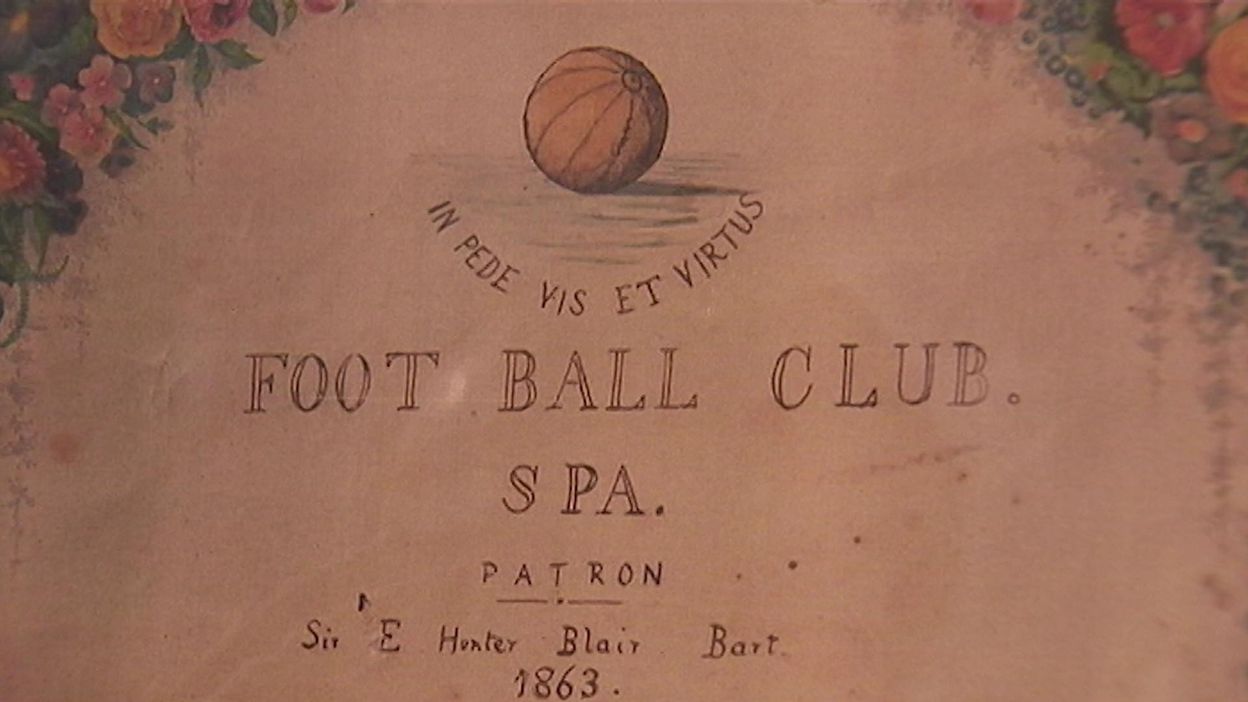 IN PEDE VIS ET VIRTUS
FOOT BALL CLUB.
SPA.
PATRON
Sir E Hunter Blair Bart.
1863.